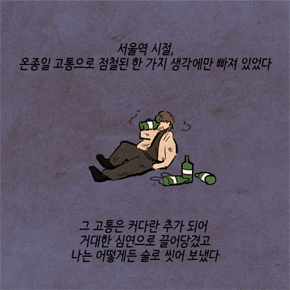 서울역 시절,
온종일 고통으로 점철된 한 가지 생각에만 빠져 있었다
그 고통은 커다란 추가 되어
거대한 심연으로 끌어당겼고
나는 어떻게든 술로 씻어 보냈다